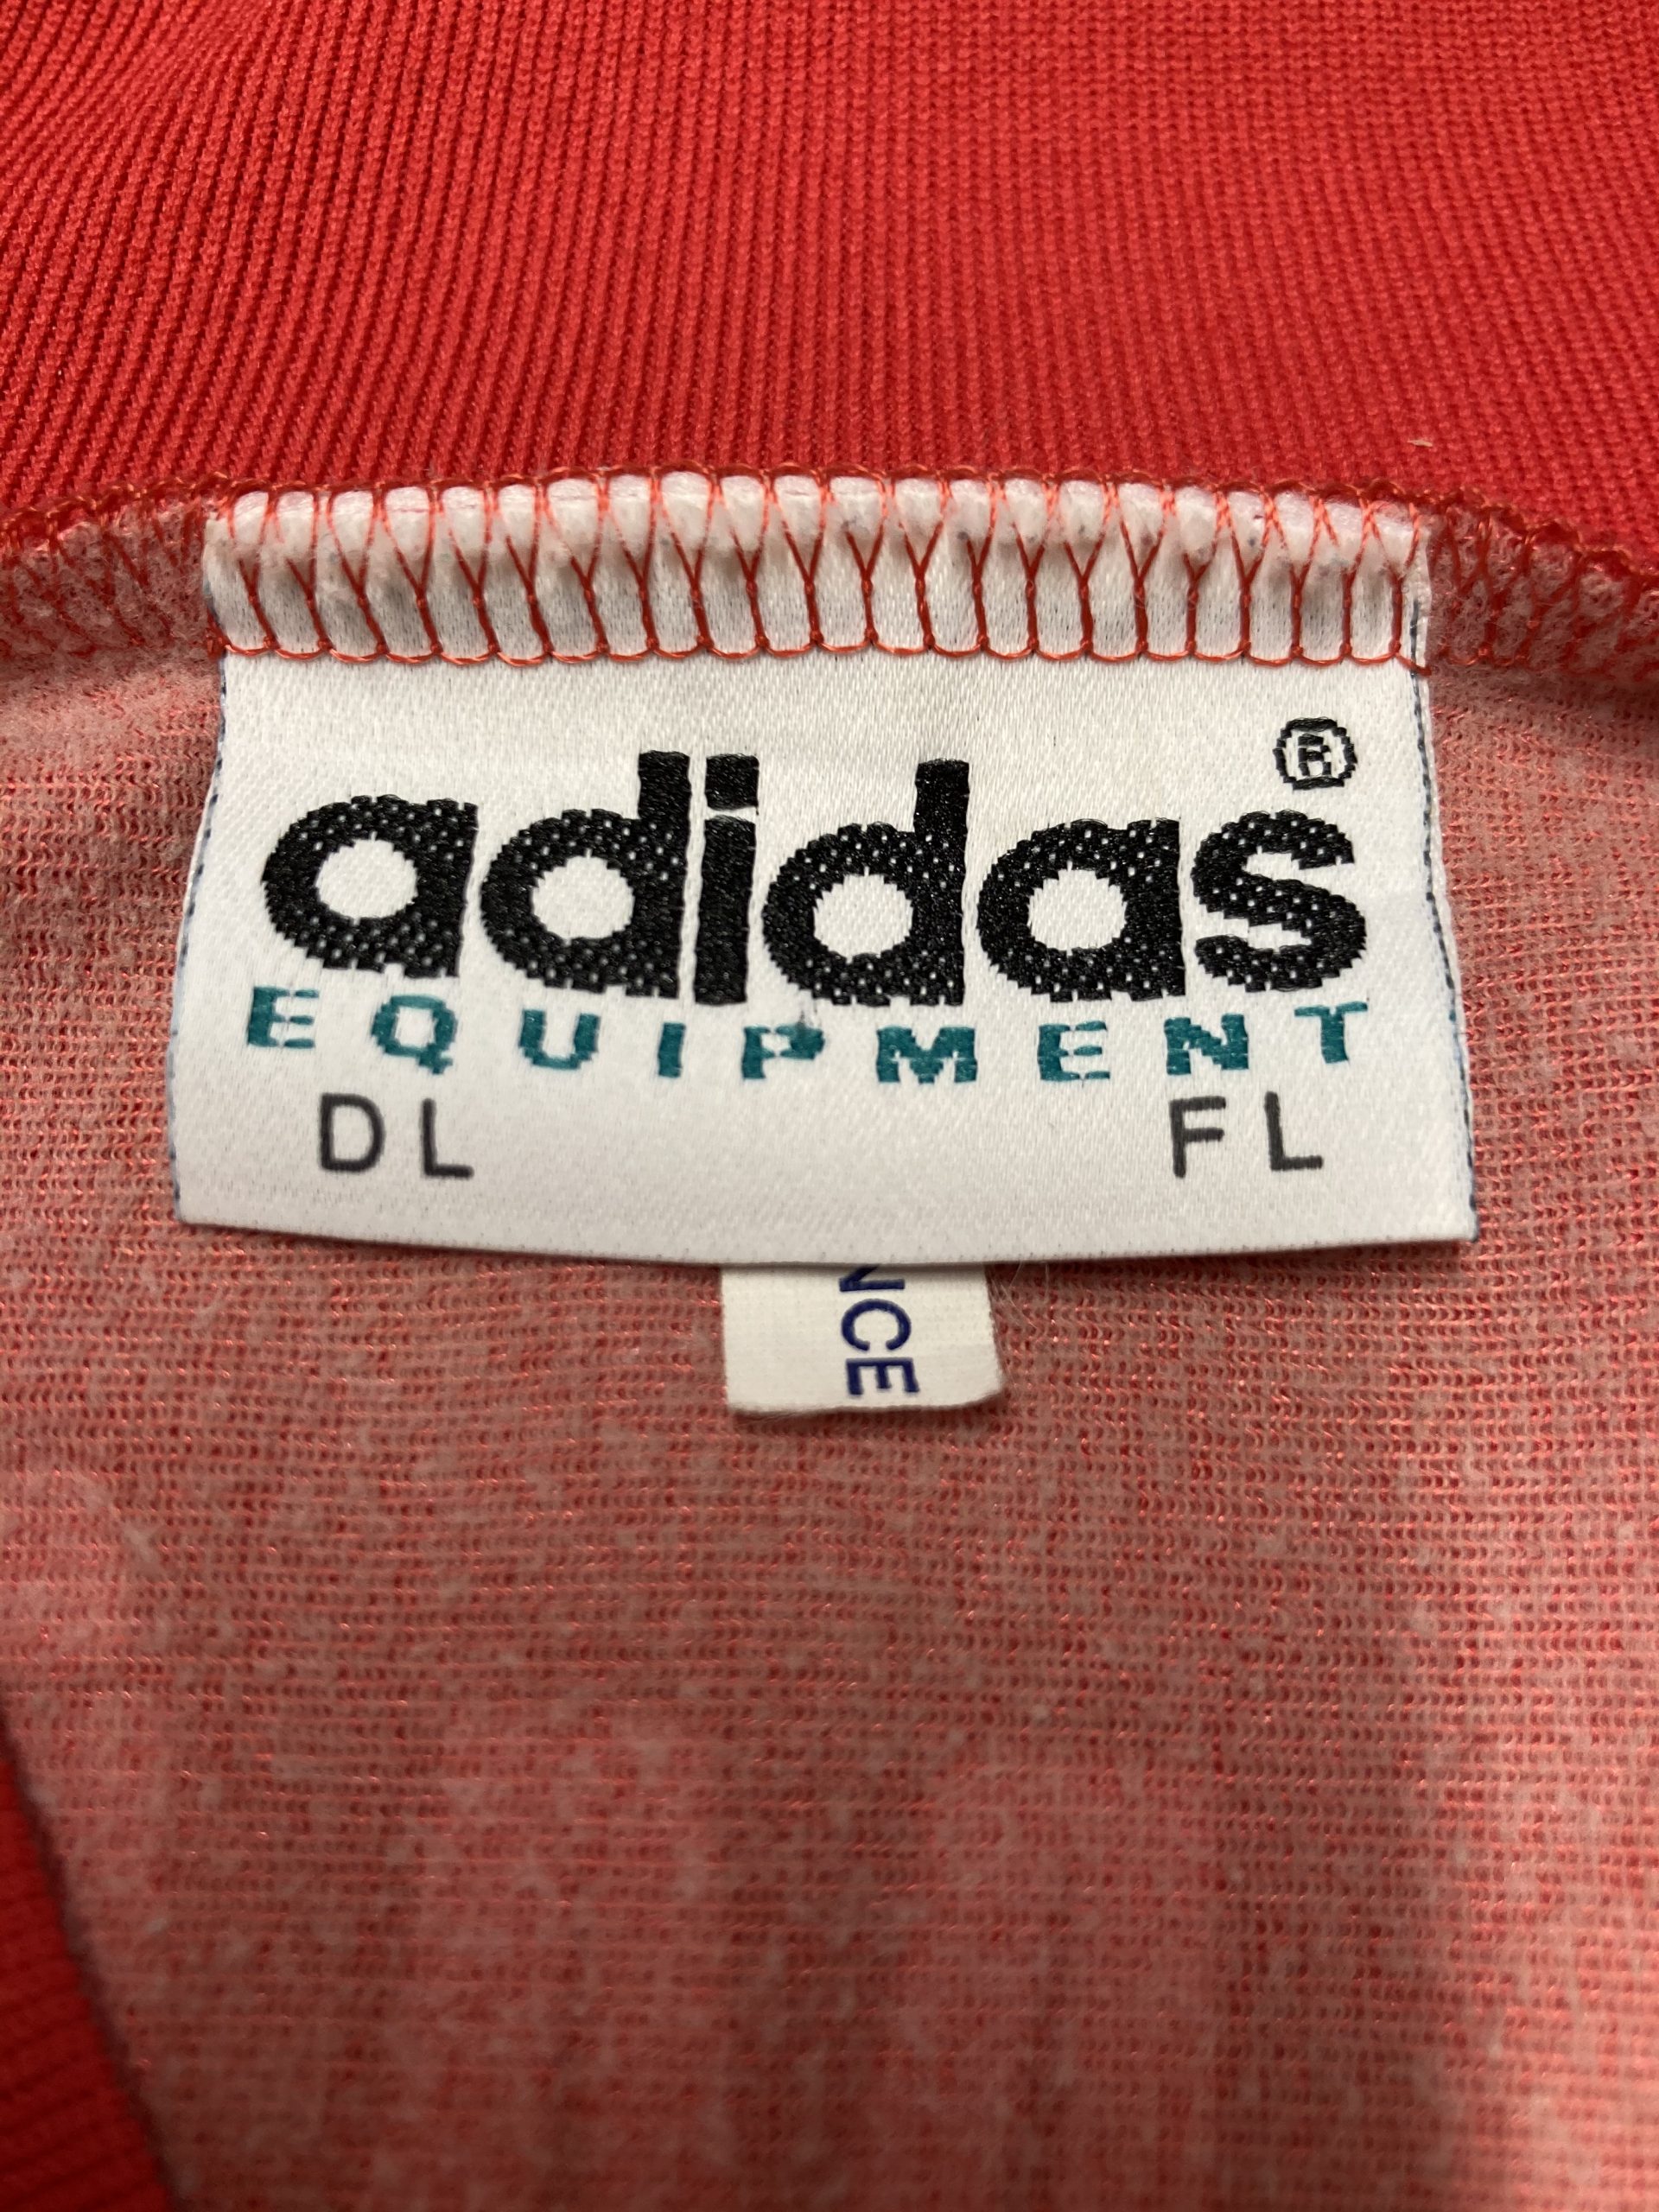 adidas®
EQUIPMENT
DL FL
NCE